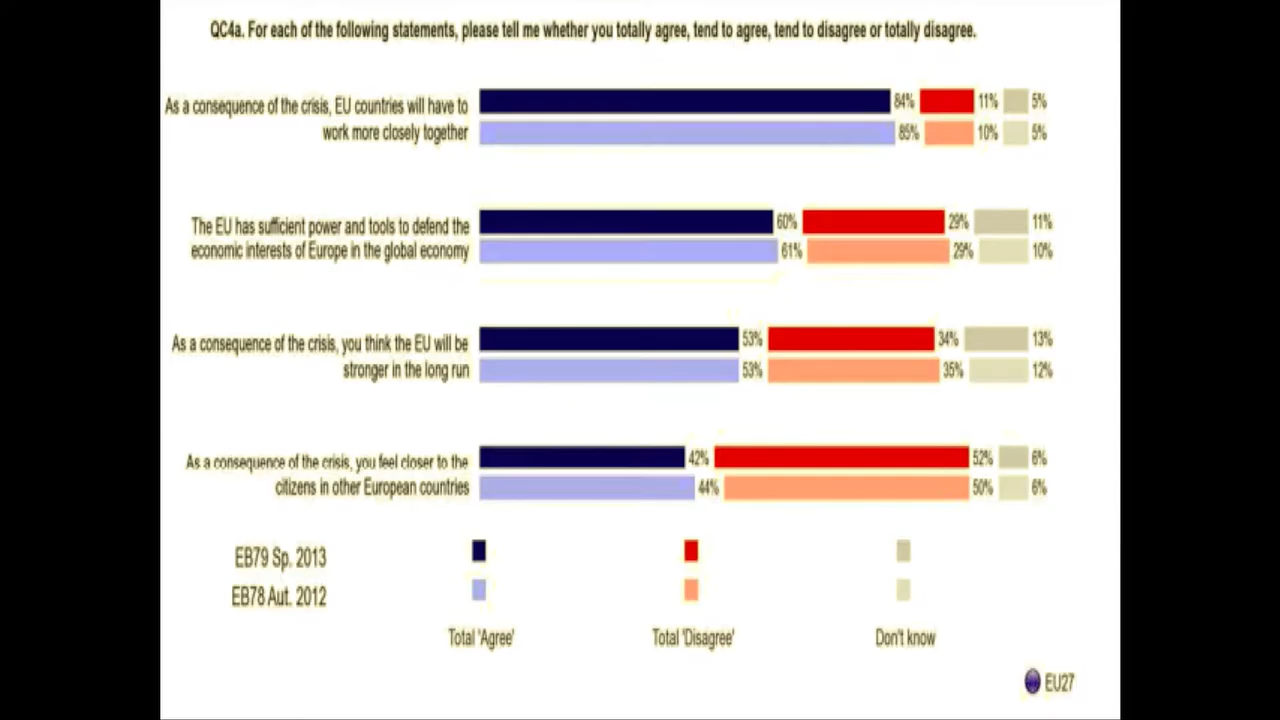 QC4a. For each of the following statements, please tell me whether you totally agree, tend to agree, tend to disagree or totally disagree.
As a consequence of the crisis, EU countries will have to
work more closely together
84% 11% 5%
85% 10% 5%
The EU has sufficient power and tools to defend the
economic interests of Europe in the global economy
60% 29% 11%
61% 29% 10%
As a consequence of the crisis, you think the EU will be
stronger in the long run
53% 34% 13%
53% 35% 12%
As a consequence of the crisis, you feel closer to the
citizens in other European countries
42% 52% 6%
44% 50% 6%
EB79 Sp. 2013
EB78 Aut. 2012
Total 'Agree' Total 'Disagree' Don't know
EU27